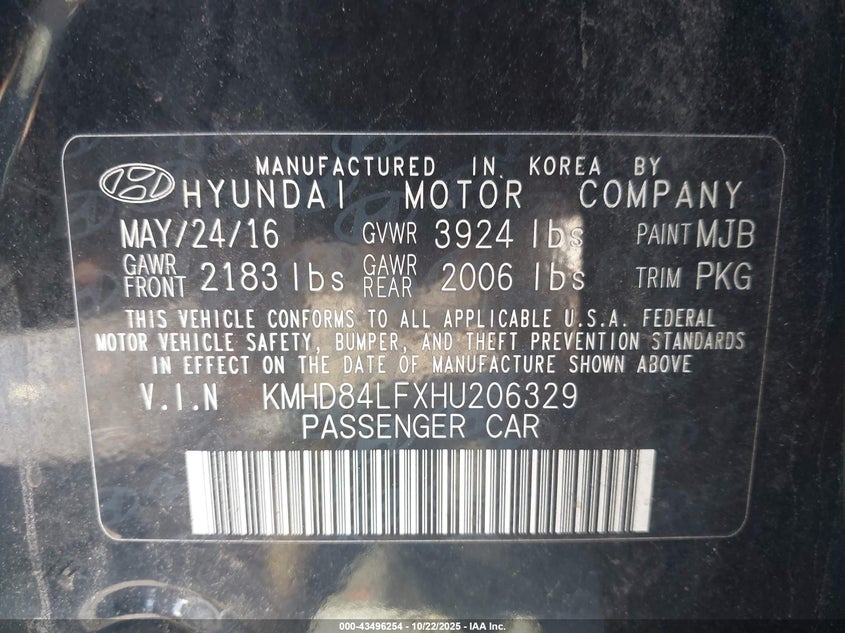 MANUFACTURED IN KOREA BY
HYUNDAI MOTOR COMPANY
MAY/24/16 GVWR 3924 lbs PAINT MJB
GAWR FRONT 2183 lbs GAWR REAR 2006 lbs TRIM PKG
THIS VEHICLE CONFORMS TO ALL APPLICABLE U.S.A. FEDERAL
MOTOR VEHICLE SAFETY, BUMPER, AND THEFT PREVENTION STANDARDS
IN EFFECT ON THE DATE OF MANUFACTURE SHOWN ABOVE
V.I.N KMHD84LFXHU206329
PASSENGER CAR
000-43496254 - 10/22/2025 - IAA Inc.